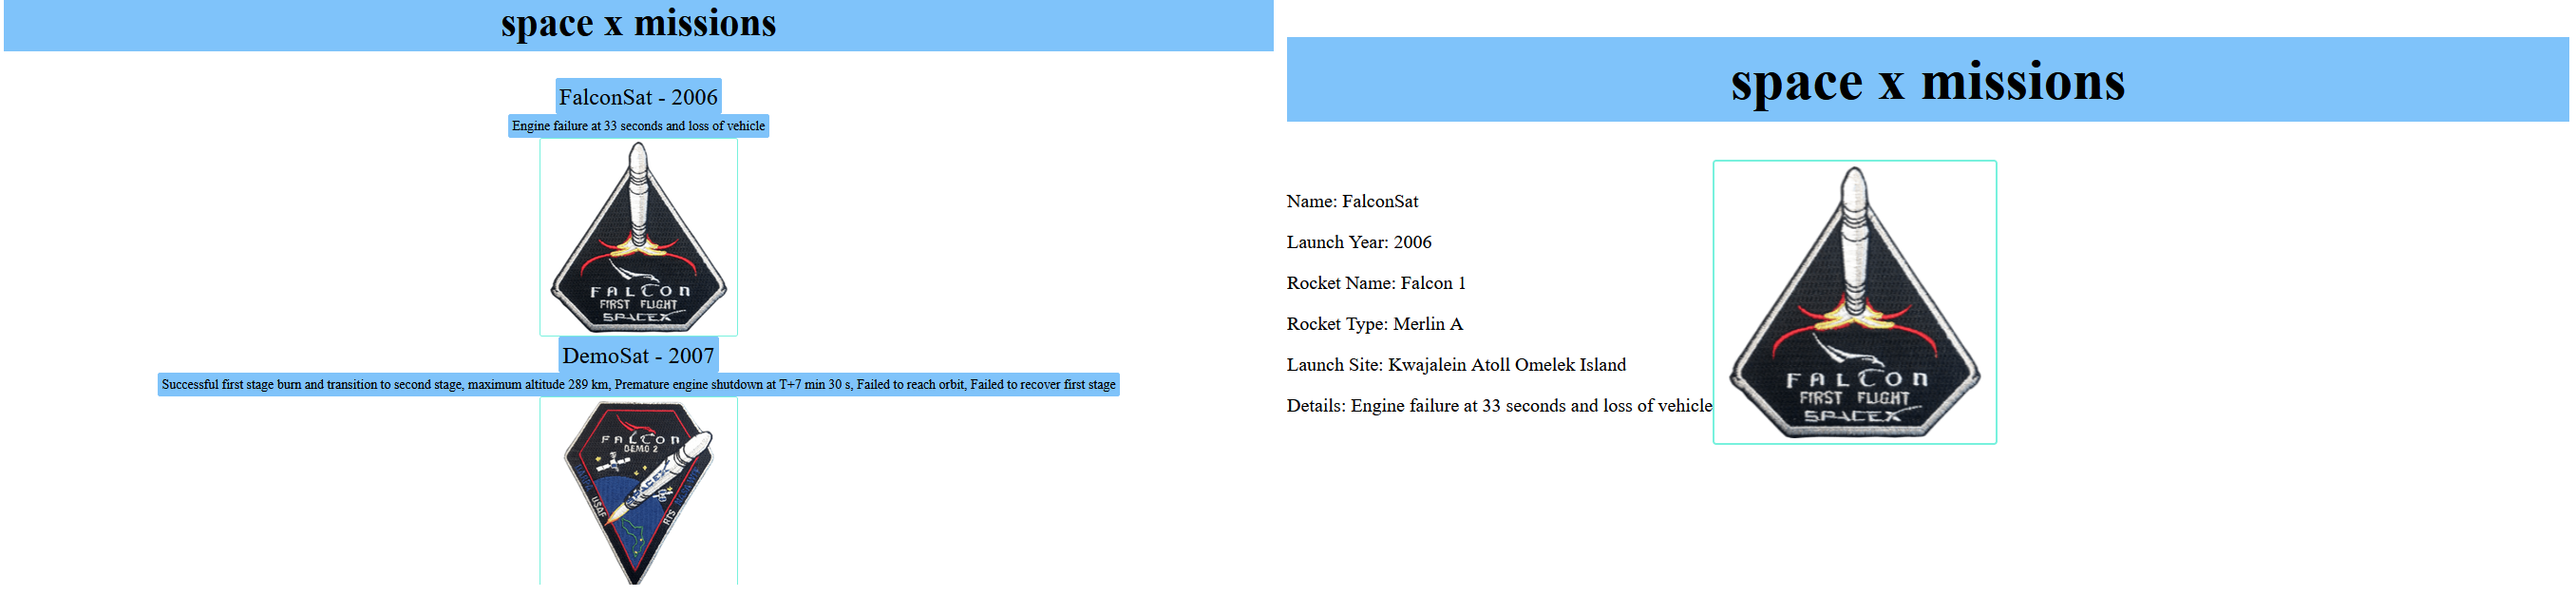 space x missions
FalconSat - 2006
Engine failure at 33 seconds and loss of vehicle
FALCON
FIRST FLIGHT
SPACEX
DemoSat - 2007
Successful first stage burn and transition to second stage, maximum altitude 289 km, Premature engine shutdown at T+7 min 30 s, Failed to reach orbit, Failed to recover first stage
FALCON
DEMO 2
SPACEX
USAF
RTS
space x missions
Name: FalconSat
Launch Year: 2006
Rocket Name: Falcon 1
Rocket Type: Merlin A
Launch Site: Kwajalein Atoll Omelek Island
Details: Engine failure at 33 seconds and loss of vehicle
FALCON
FIRST FLIGHT
SPACEX